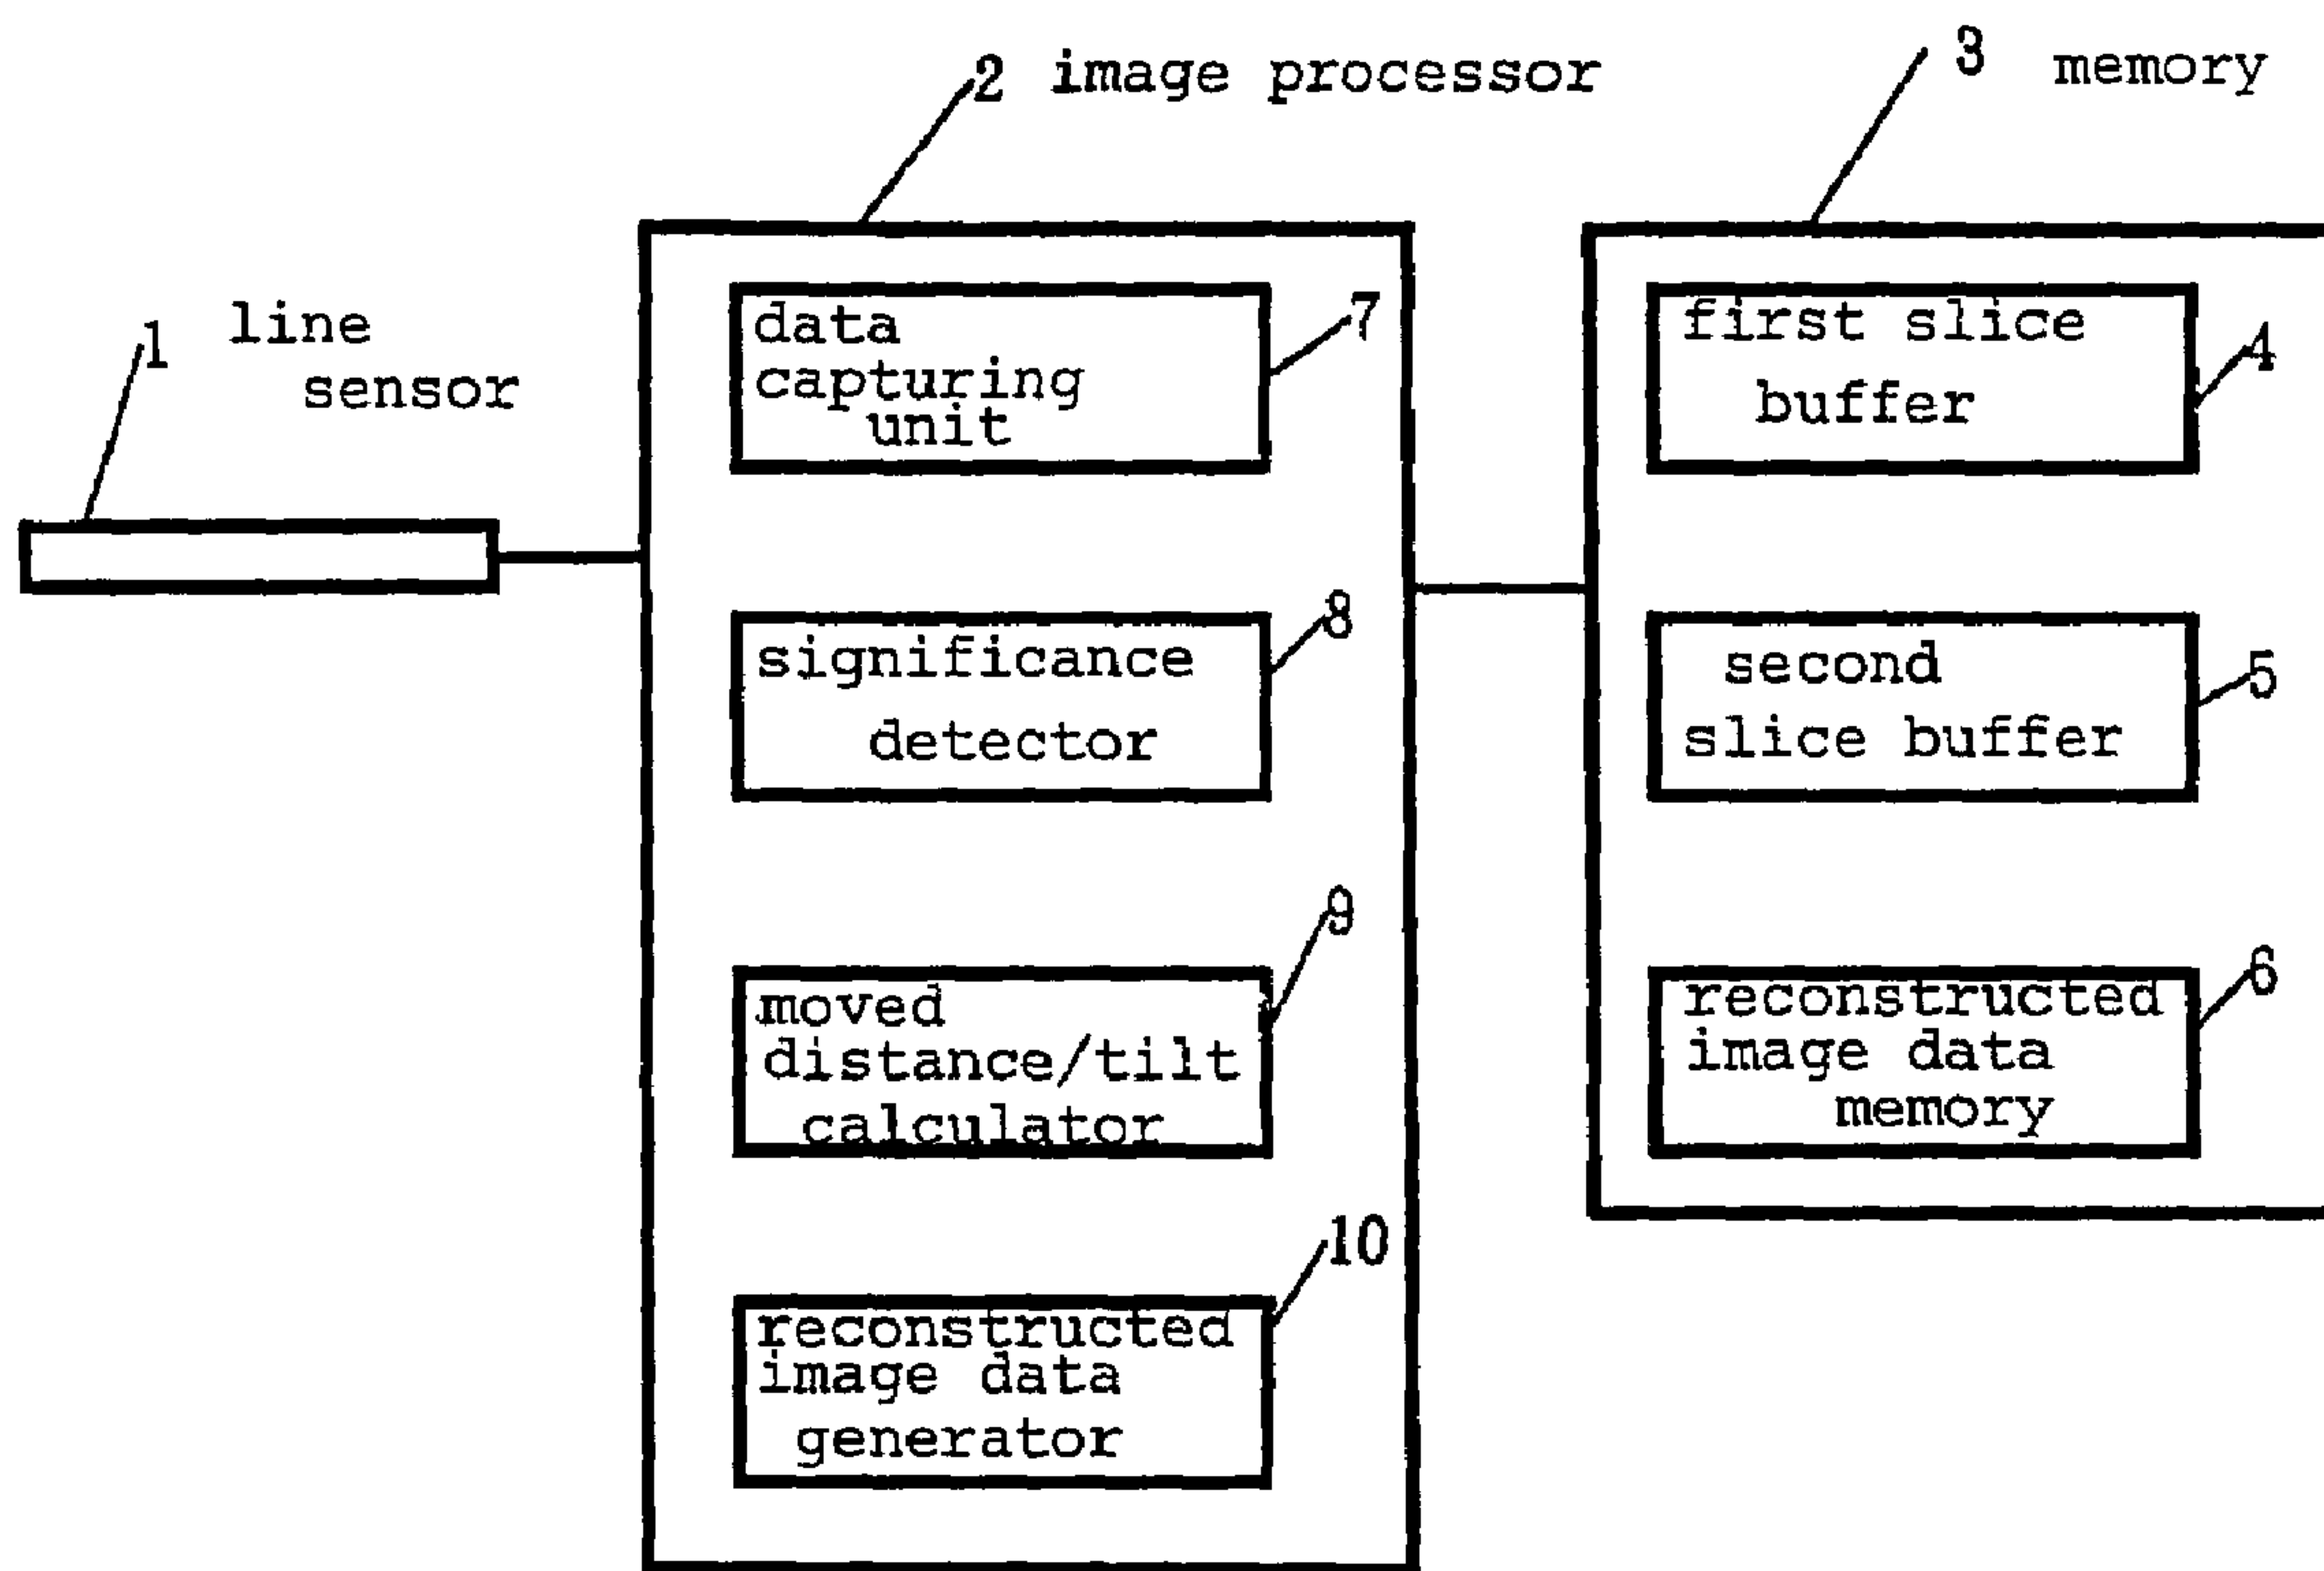 2 image processor
3 memory
1 line
sensor
data
capturing
unit
7
significance
detector
8
moved
distance/tilt
calculator
9
reconstructed
image data
generator
10
first slice
buffer
4
second
slice buffer
5
reconstructed
image data
memory
6